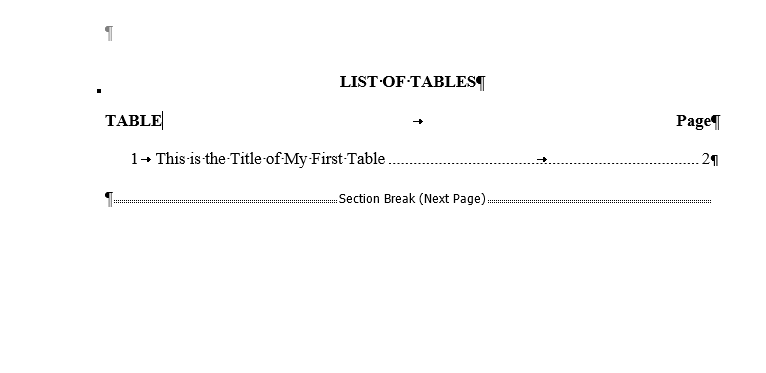 ¶
LIST·OF·TABLES¶
TABLE → Page¶
1→ This·is·the·Title·of·My·First·Table ........................→........................ 2¶
¶ Section Break (Next Page)